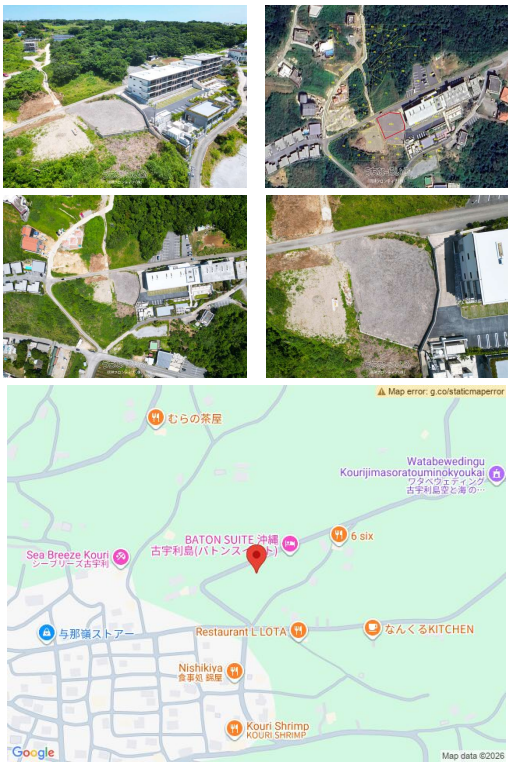 Map error: g.co/staticmaperror
むらの茶屋
Watabewedingu
Kourijimasoratouminokyoukai
ワタベウェディング
古宇利島空と海 の…
BATON SUITE 沖縄
古宇利島(バトンスイート)
6 six
Sea Breeze Kouri
シーブリーズ古宇利
与那嶺ストアー
Restaurant L LOTA
なんくるKITCHEN
Nishikiya
食事処 錦屋
Kouri Shrimp
KOURI SHRIMP
Google
Map data ©2026